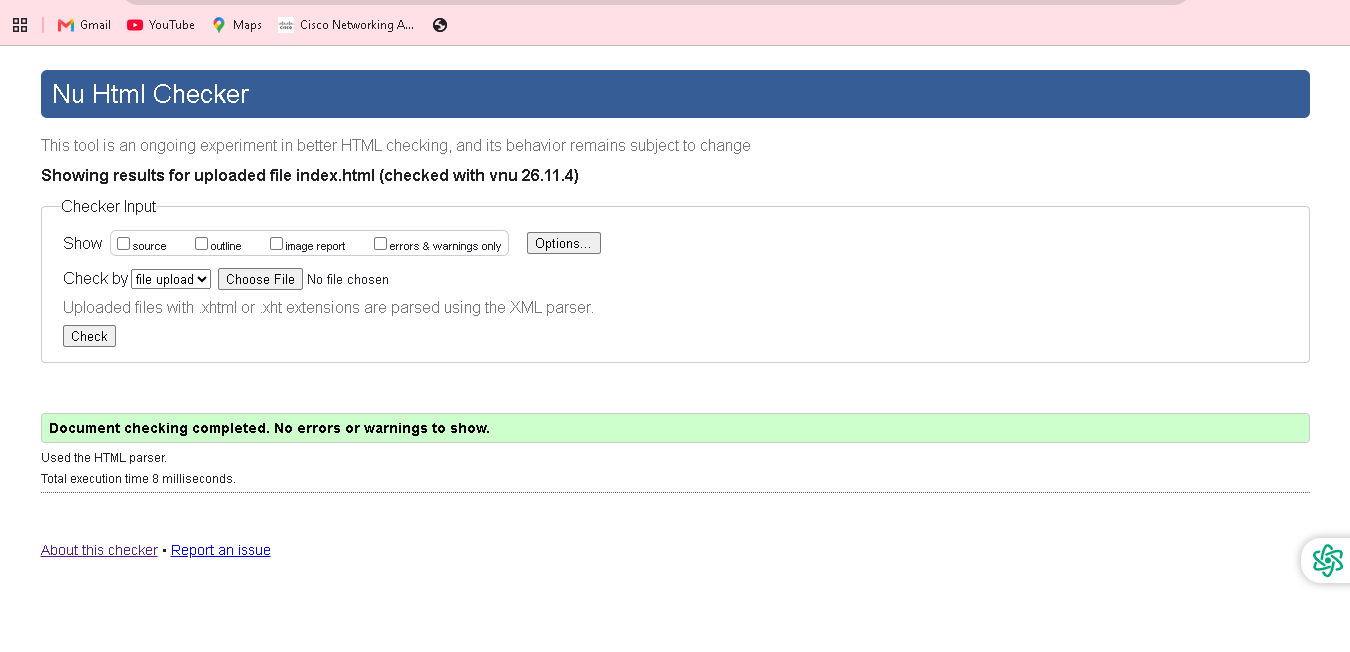 Gmail YouTube Maps Cisco Networking A...
Nu Html Checker
This tool is an ongoing experiment in better HTML checking, and its behavior remains subject to change
Showing results for uploaded file index.html (checked with vnu 26.11.4)
Checker Input
Show source outline image report errors & warnings only Options...
Check by file upload Choose File No file chosen
Uploaded files with .xhtml or .xht extensions are parsed using the XML parser.
Check
Document checking completed. No errors or warnings to show.
Used the HTML parser.
Total execution time 8 milliseconds.
About this checker • Report an issue